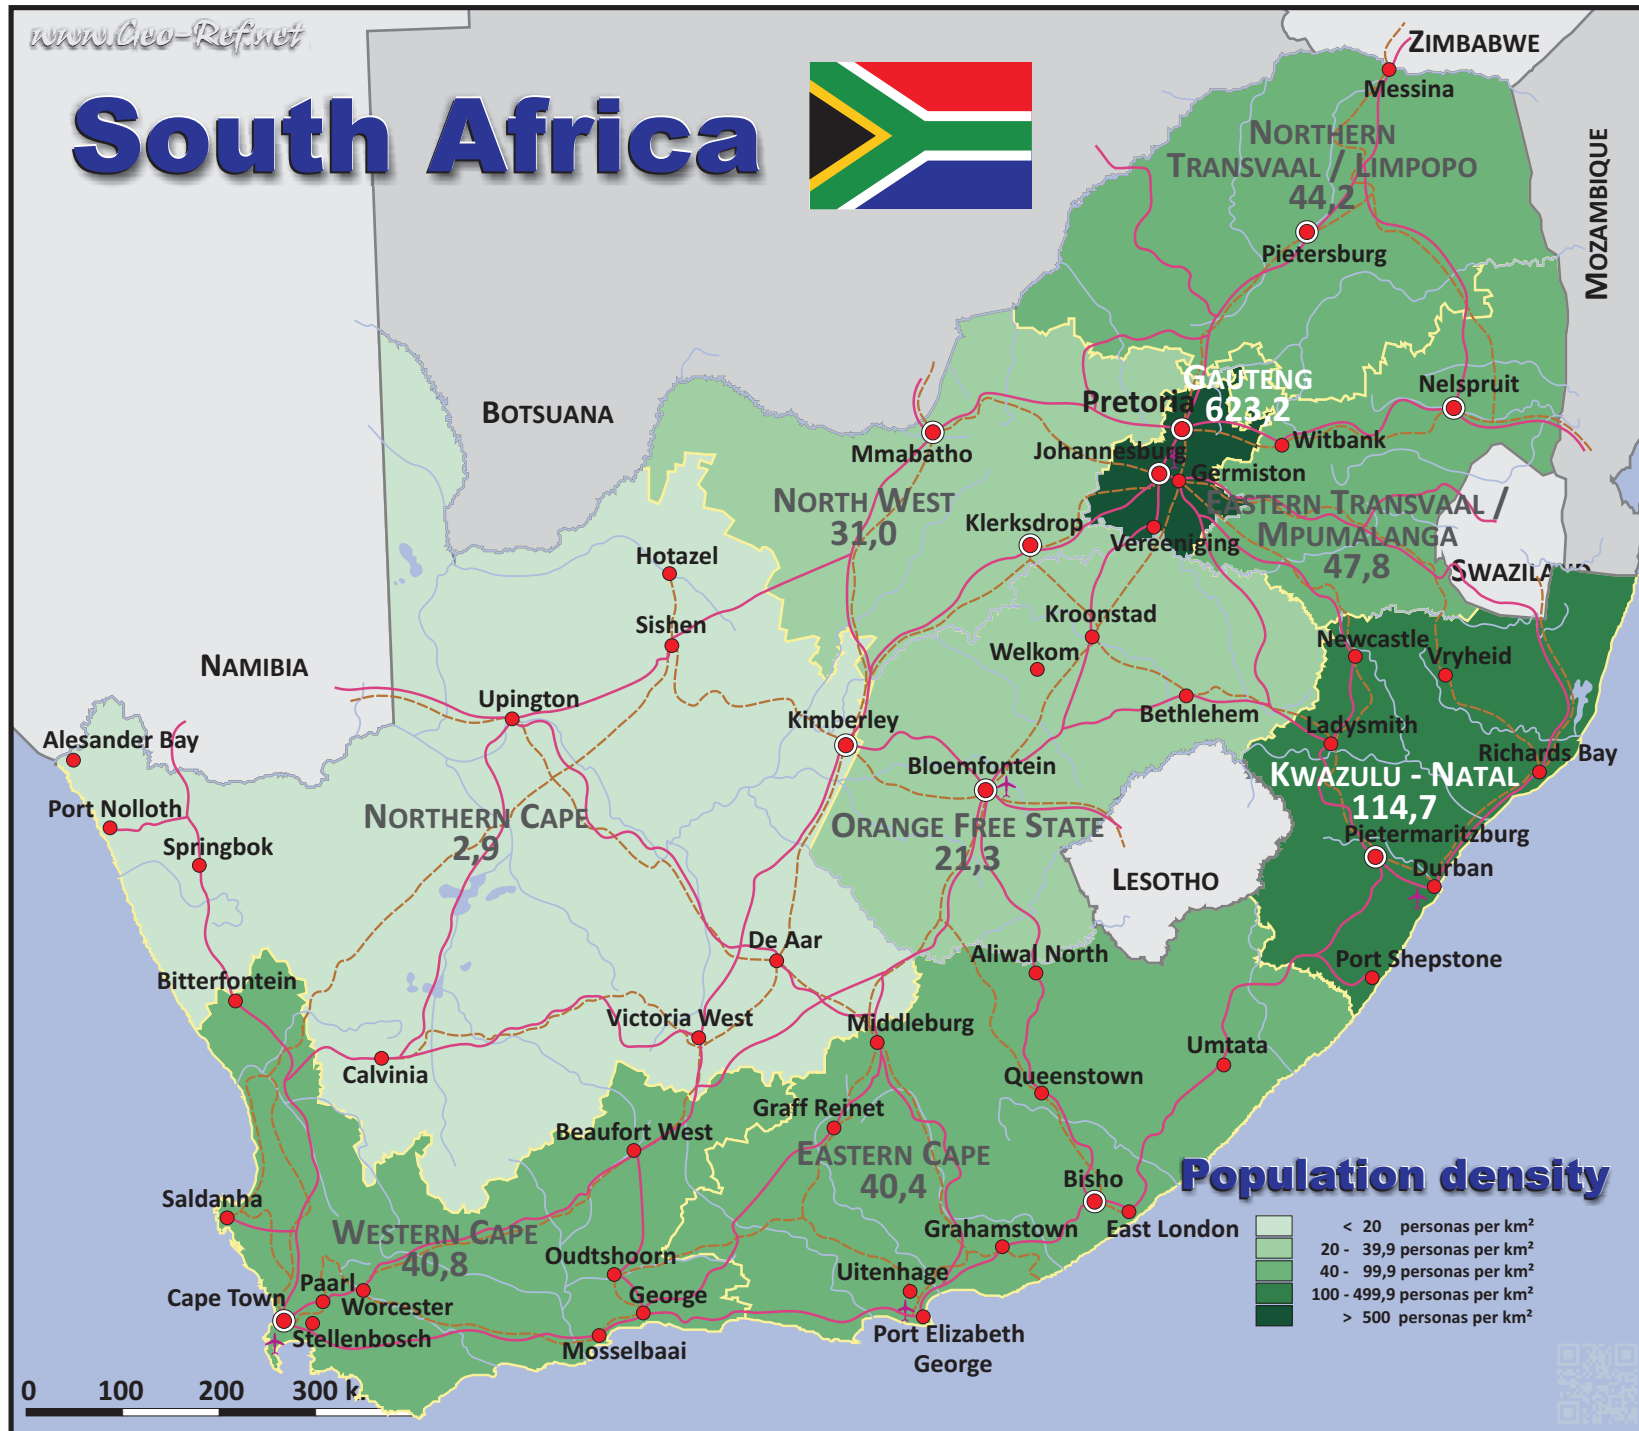 www.Geo-Ref.net
South Africa
ZIMBABWE
Messina
NORTHERN
TRANSVAAL / LIMPOPO
44,2
MOZAMBIQUE
Pietersburg
BOTSUANA
GAUTENG
623,2
Pretoria
Nelspruit
Mmabatho
Johannesburg
Witbank
Germiston
NORTH WEST
31,0
EASTERN TRANSVAAL /
MPUMALANGA
47,8
Klerksdrop
Vereeniging
Hotazel
SWAZILAND
Sishen
Kroonstad
Welkom
Newcastle
Vryheid
NAMIBIA
Upington
Kimberley
Bethlehem
Ladysmith
Alesander Bay
Bloemfontein
Richards Bay
KWAZULU - NATAL
114,7
Port Nolloth
NORTHERN CAPE
2,9
ORANGE FREE STATE
21,3
Pietermaritzburg
Springbok
Durban
LESOTHO
De Aar
Aliwal North
Port Shepstone
Bitterfontein
Victoria West
Middleburg
Umtata
Calvinia
Queenstown
Graff Reinet
Beaufort West
EASTERN CAPE
40,4
Bisho
Population density
Saldanha
WESTERN CAPE
40,8
Grahamstown
East London
< 20 personas per km²
20 - 39,9 personas per km²
40 - 99,9 personas per km²
100 - 499,9 personas per km²
> 500 personas per km²
Oudtshoorn
Uitenhage
Paarl
Cape Town
Worcester
George
Stellenbosch
Mosselbaai
Port Elizabeth
George
0 100 200 300 k.